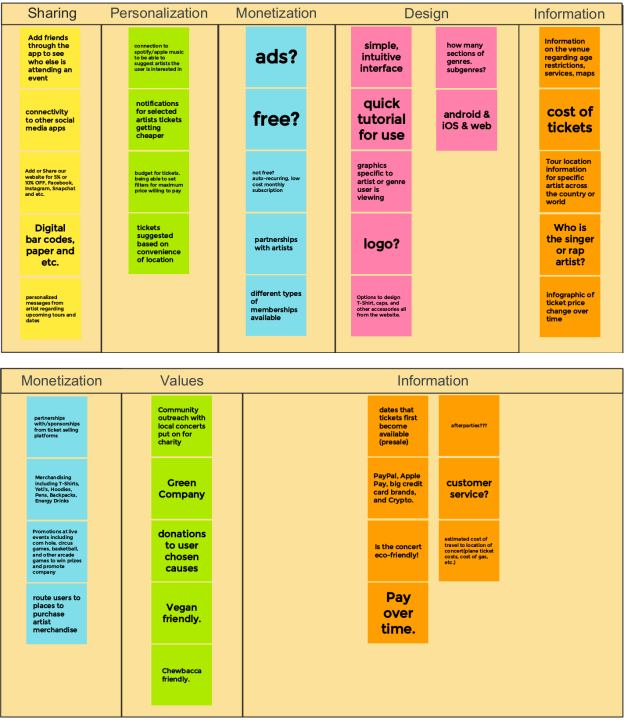 Sharing
Personalization
Monetization
Design
Information
Add friends
through the
app to see
who else is
attending an
event
connectivity
to other social
media apps
Add or Share our
website for 5% or
10% OFF, Facebook,
Instagram, Snapchat
and etc.
Digital
bar codes,
paper and
etc.
personalized
messages from
artist regarding
upcoming tours and
dates
connection to
spotify/apple music
to be able to
suggest artists the
user is interested in
notifications
for selected
artists tickets
getting
cheaper
budget for tickets,
being able to set
filters for maximum
price willing to pay
tickets
suggested
based on
convenience
of location
ads?
free?
not free?
auto-recurring, low
cost monthly
subscription
partnerships
with artists
different types
of
memberships
available
simple,
intuitive
interface
quick
tutorial
for use
graphics
specific to
artist or genre
user is
viewing
logo?
Options to design
T-Shirt, caps, and
other accessories all
from the website.
how many
sections of
genres.
subgenres?
android &
iOS & web
Information
on the venue
regarding age
restrictions,
services, maps
cost of
tickets
Tour location
information
for specific
artist across
the country or
world
Who is
the singer
or rap
artist?
infographic of
ticket price
change over
time
Monetization
Values
Information
partnerships
with/sponsorships
from ticket selling
platforms
Merchandising
including T-Shirts,
Yeti's, Hoodies,
Pens, Backpacks,
Energy Drinks
Promotions at live
events including
corn hole, circus
games, basketball,
and other arcade
games to win prizes
and promote
company
route users to
places to
purchase
artist
merchandise
Community
outreach with
local concerts
put on for
charity
Green
Company
donations
to user
chosen
causes
Vegan
friendly.
Chewbacca
friendly.
dates that
tickets first
become
available
(presale)
PayPal, Apple
Pay, big credit
card brands,
and Crypto.
Is the concert
eco-friendly!
Pay
over
time.
afterparties???
customer
service?
estimated cost of
travel to location of
concert(plane ticket
costs, cost of gas,
etc.)